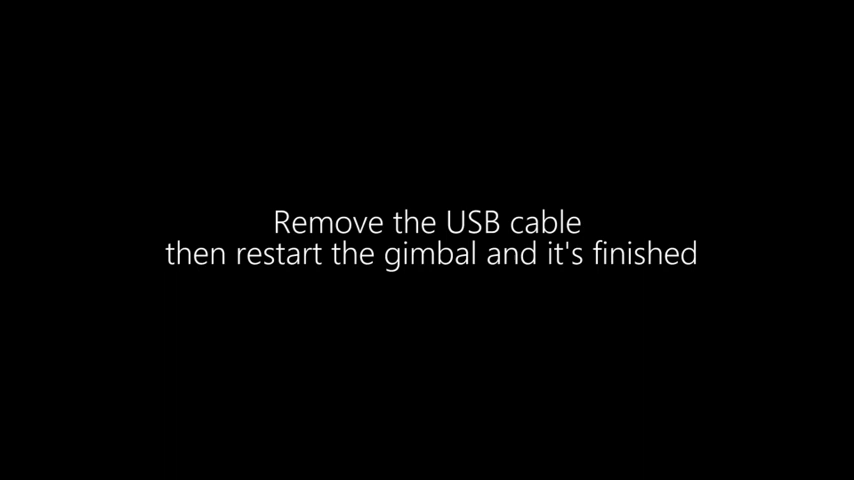 Remove the USB cable
then restart the gimbal and it's finished